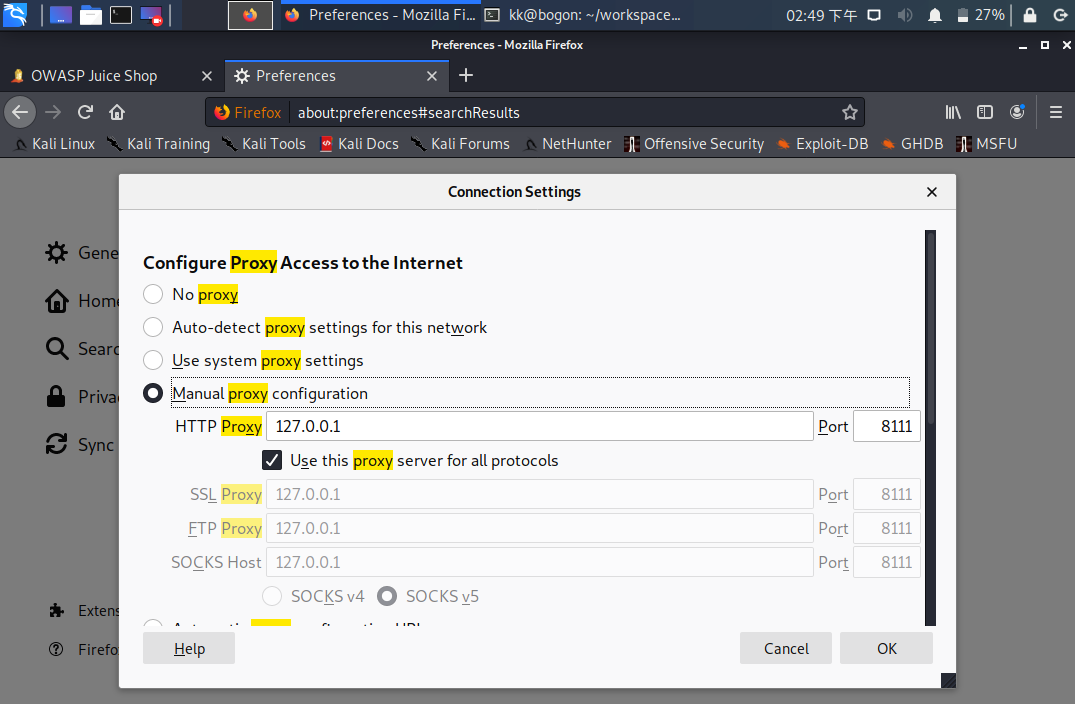 Preferences - Mozilla Fi...
kk@bogon: ~/workspace...
02:49 下午
27%
Preferences - Mozilla Firefox
OWASP Juice Shop
Preferences
Firefox
about:preferences#searchResults
Kali Linux
Kali Training
Kali Tools
Kali Docs
Kali Forums
NetHunter
Offensive Security
Exploit-DB
GHDB
MSFU
Connection Settings
Configure Proxy Access to the Internet
No proxy
Auto-detect proxy settings for this network
Use system proxy settings
Manual proxy configuration
HTTP Proxy 127.0.0.1 Port 8111
Use this proxy server for all protocols
SSL Proxy 127.0.0.1 Port 8111
FTP Proxy 127.0.0.1 Port 8111
SOCKS Host 127.0.0.1 Port 8111
SOCKS v4 SOCKS v5
Gene
Home
Searc
Priva
Sync
Extens
Firefo
Help
Cancel
OK